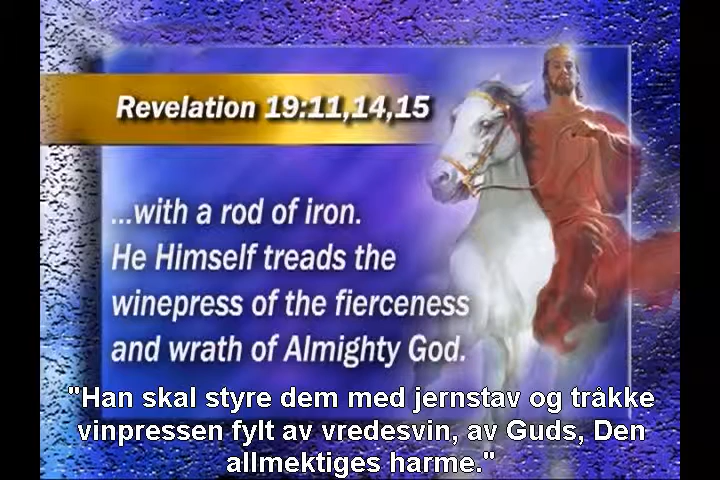 Revelation 19:11,14,15
...with a rod of iron.
He Himself treads the
winepress of the fierceness
and wrath of Almighty God.
"Han skal styre dem med jernstav og tråkke
vinpressen fylt av vredesvin, av Guds, Den
allmektiges harme."